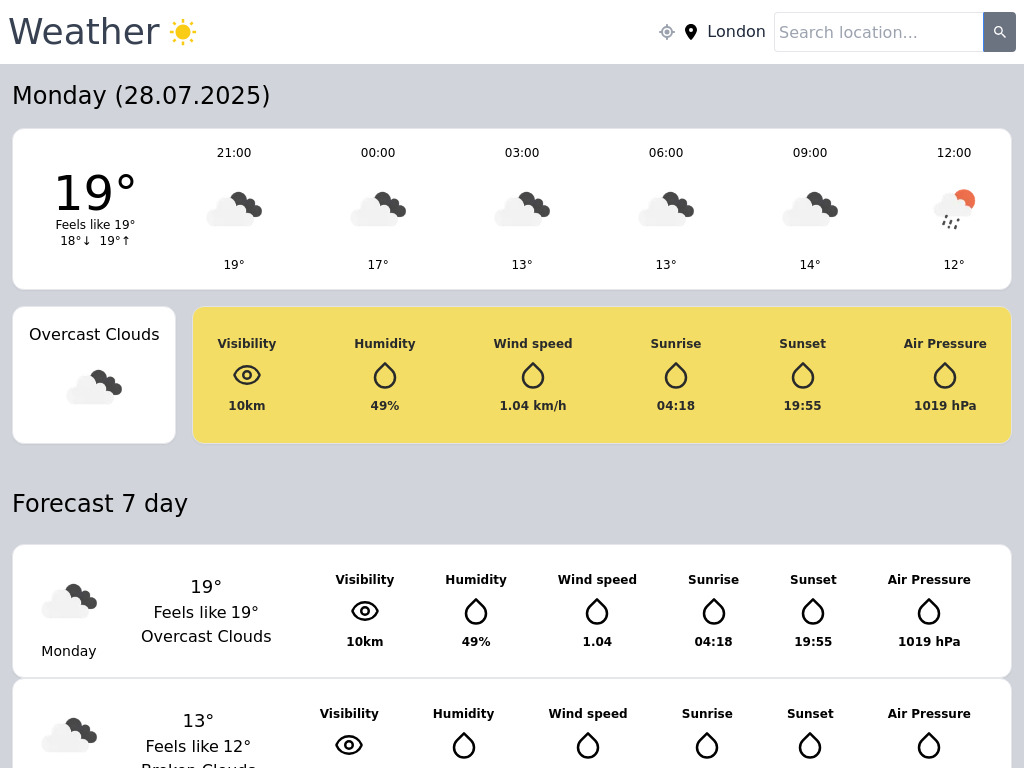 Weather
London
Search location...
Monday (28.07.2025)
19°
Feels like 19°
18°↓ 19°↑
21:00 00:00 03:00 06:00 09:00 12:00
19° 17° 13° 13° 14° 12°
Overcast Clouds
Visibility Humidity Wind speed Sunrise Sunset Air Pressure
10km 49% 1.04 km/h 04:18 19:55 1019 hPa
Forecast 7 day
Monday
19°
Feels like 19°
Overcast Clouds
Visibility Humidity Wind speed Sunrise Sunset Air Pressure
10km 49% 1.04 04:18 19:55 1019 hPa
13°
Feels like 12°
Broken Clouds
Visibility Humidity Wind speed Sunrise Sunset Air Pressure